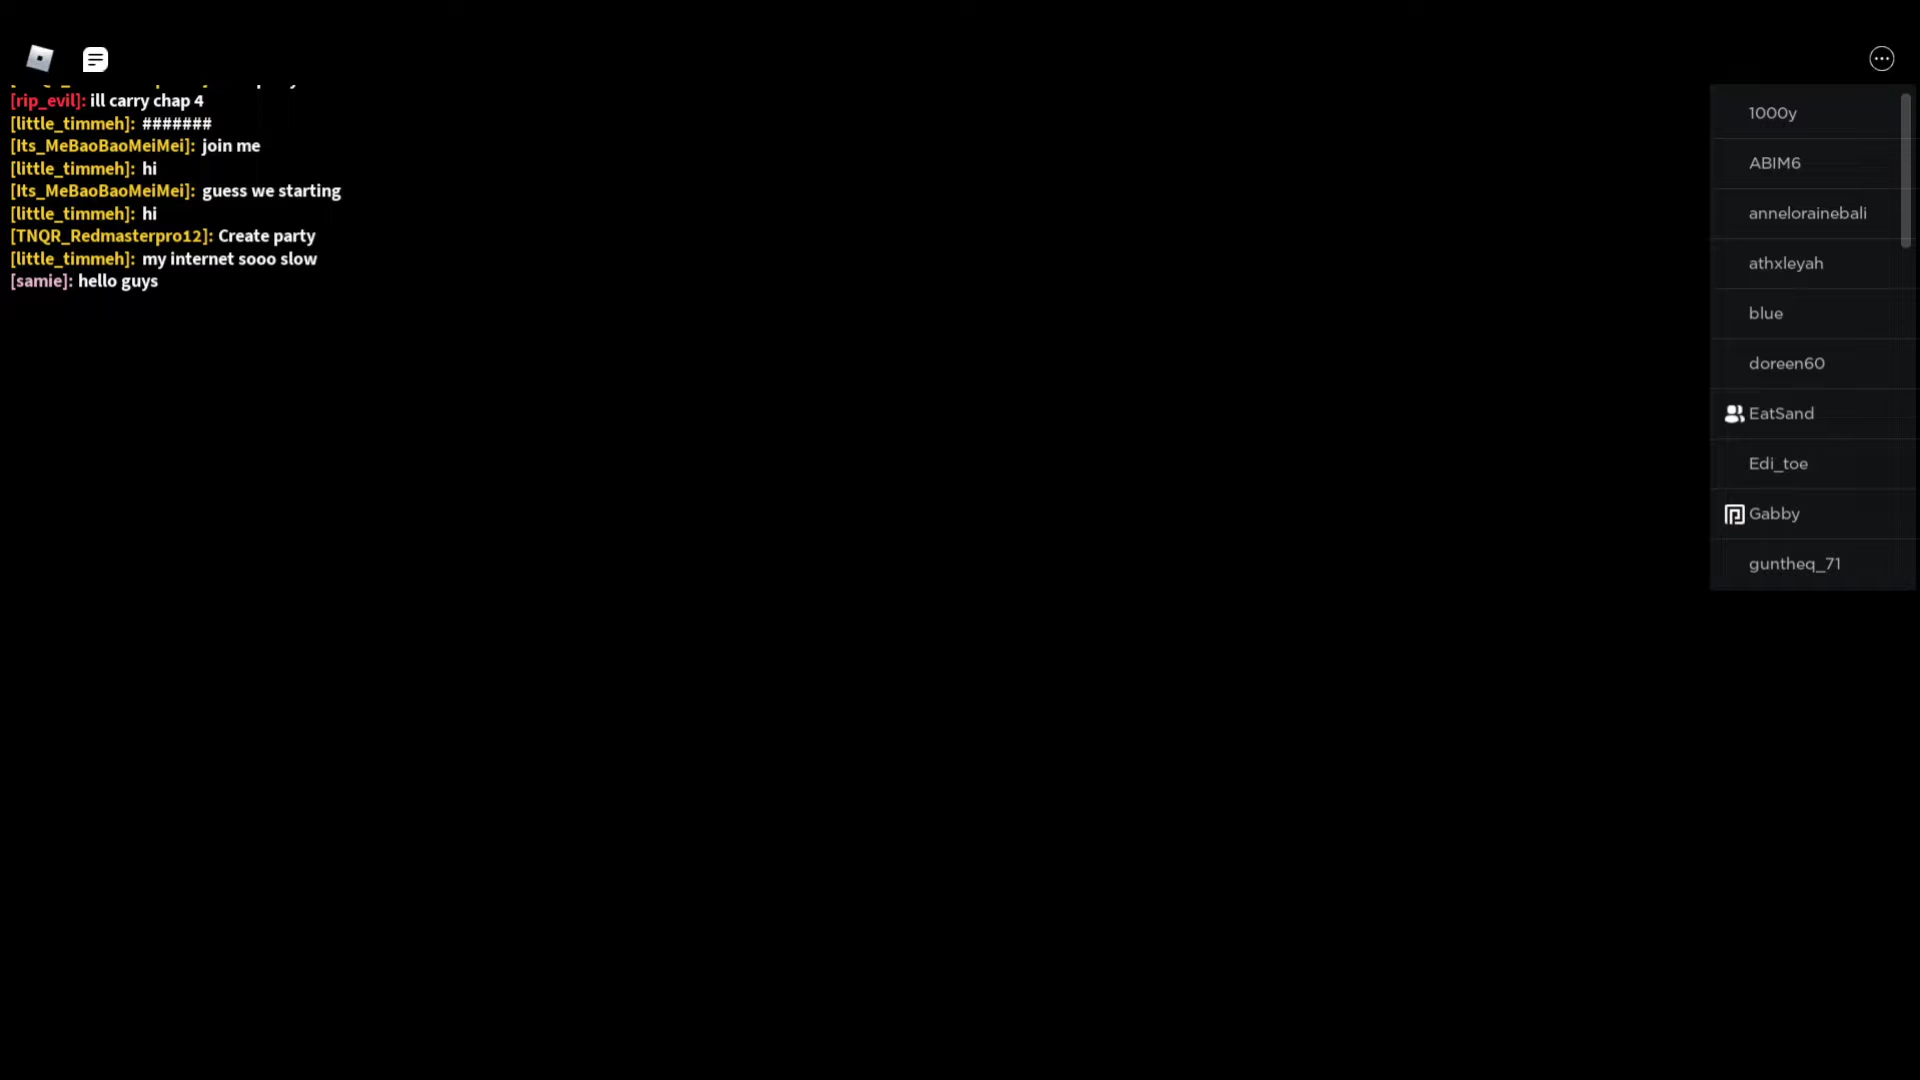 [rip_evil]: ill carry chap 4
[little_timmeh]: #######
[Its_MeBaoBaoMeiMei]: join me
[little_timmeh]: hi
[Its_MeBaoBaoMeiMei]: guess we starting
[little_timmeh]: hi
[TNQR_Redmasterpro12]: Create party
[little_timmeh]: my internet sooo slow
[samie]: hello guys
1000y
ABIM6
annelorainebali
athxleyah
blue
doreen60
EatSand
Edi_toe
Gabby
guntheq_71